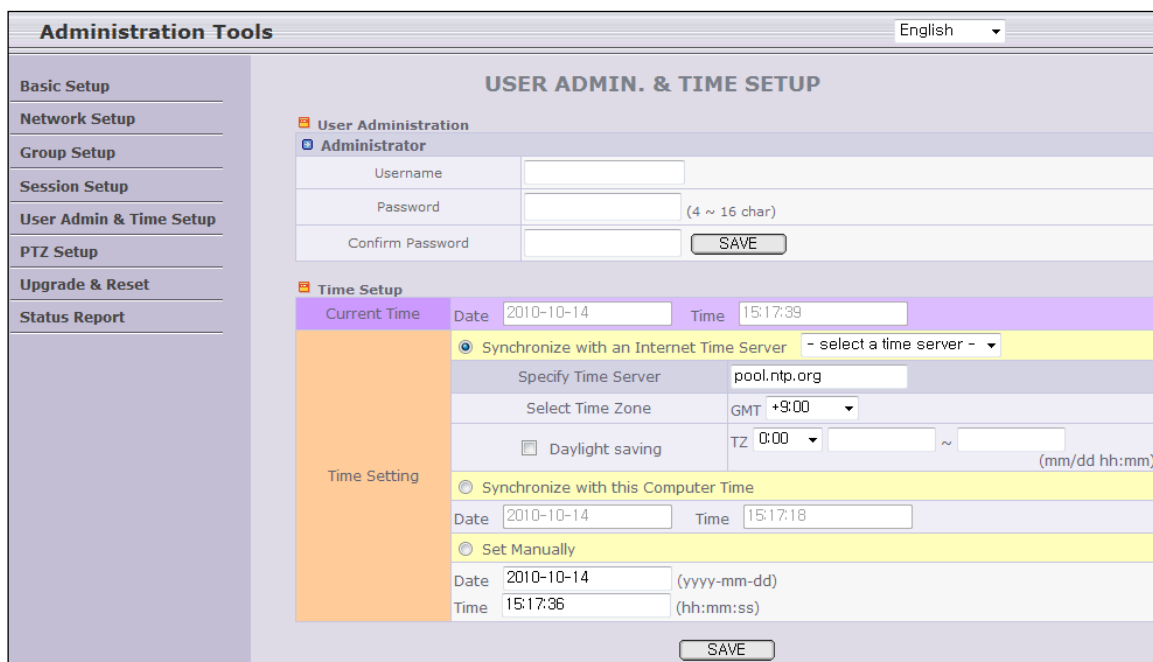 Administration Tools English
Basic Setup
Network Setup
Group Setup
Session Setup
User Admin & Time Setup
PTZ Setup
Upgrade & Reset
Status Report
USER ADMIN. & TIME SETUP
User Administration
Administrator
Username
Password (4 ~ 16 char)
Confirm Password SAVE
Time Setup
Current Time Date 2010-10-14 Time 15:17:39
Time Setting
Synchronize with an Internet Time Server - select a time server -
Specify Time Server pool.ntp.org
Select Time Zone GMT +9:00
Daylight saving TZ 0:00 ~ (mm/dd hh:mm)
Synchronize with this Computer Time
Date 2010-10-14 Time 15:17:18
Set Manually
Date 2010-10-14 (yyyy-mm-dd)
Time 15:17:36 (hh:mm:ss)
SAVE